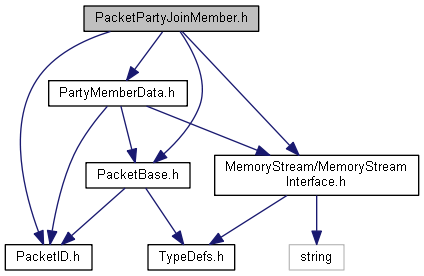 PacketPartyJoinMember.h
PartyMemberData.h
PacketBase.h
MemoryStream/MemoryStream
Interface.h
PacketID.h
TypeDefs.h
string